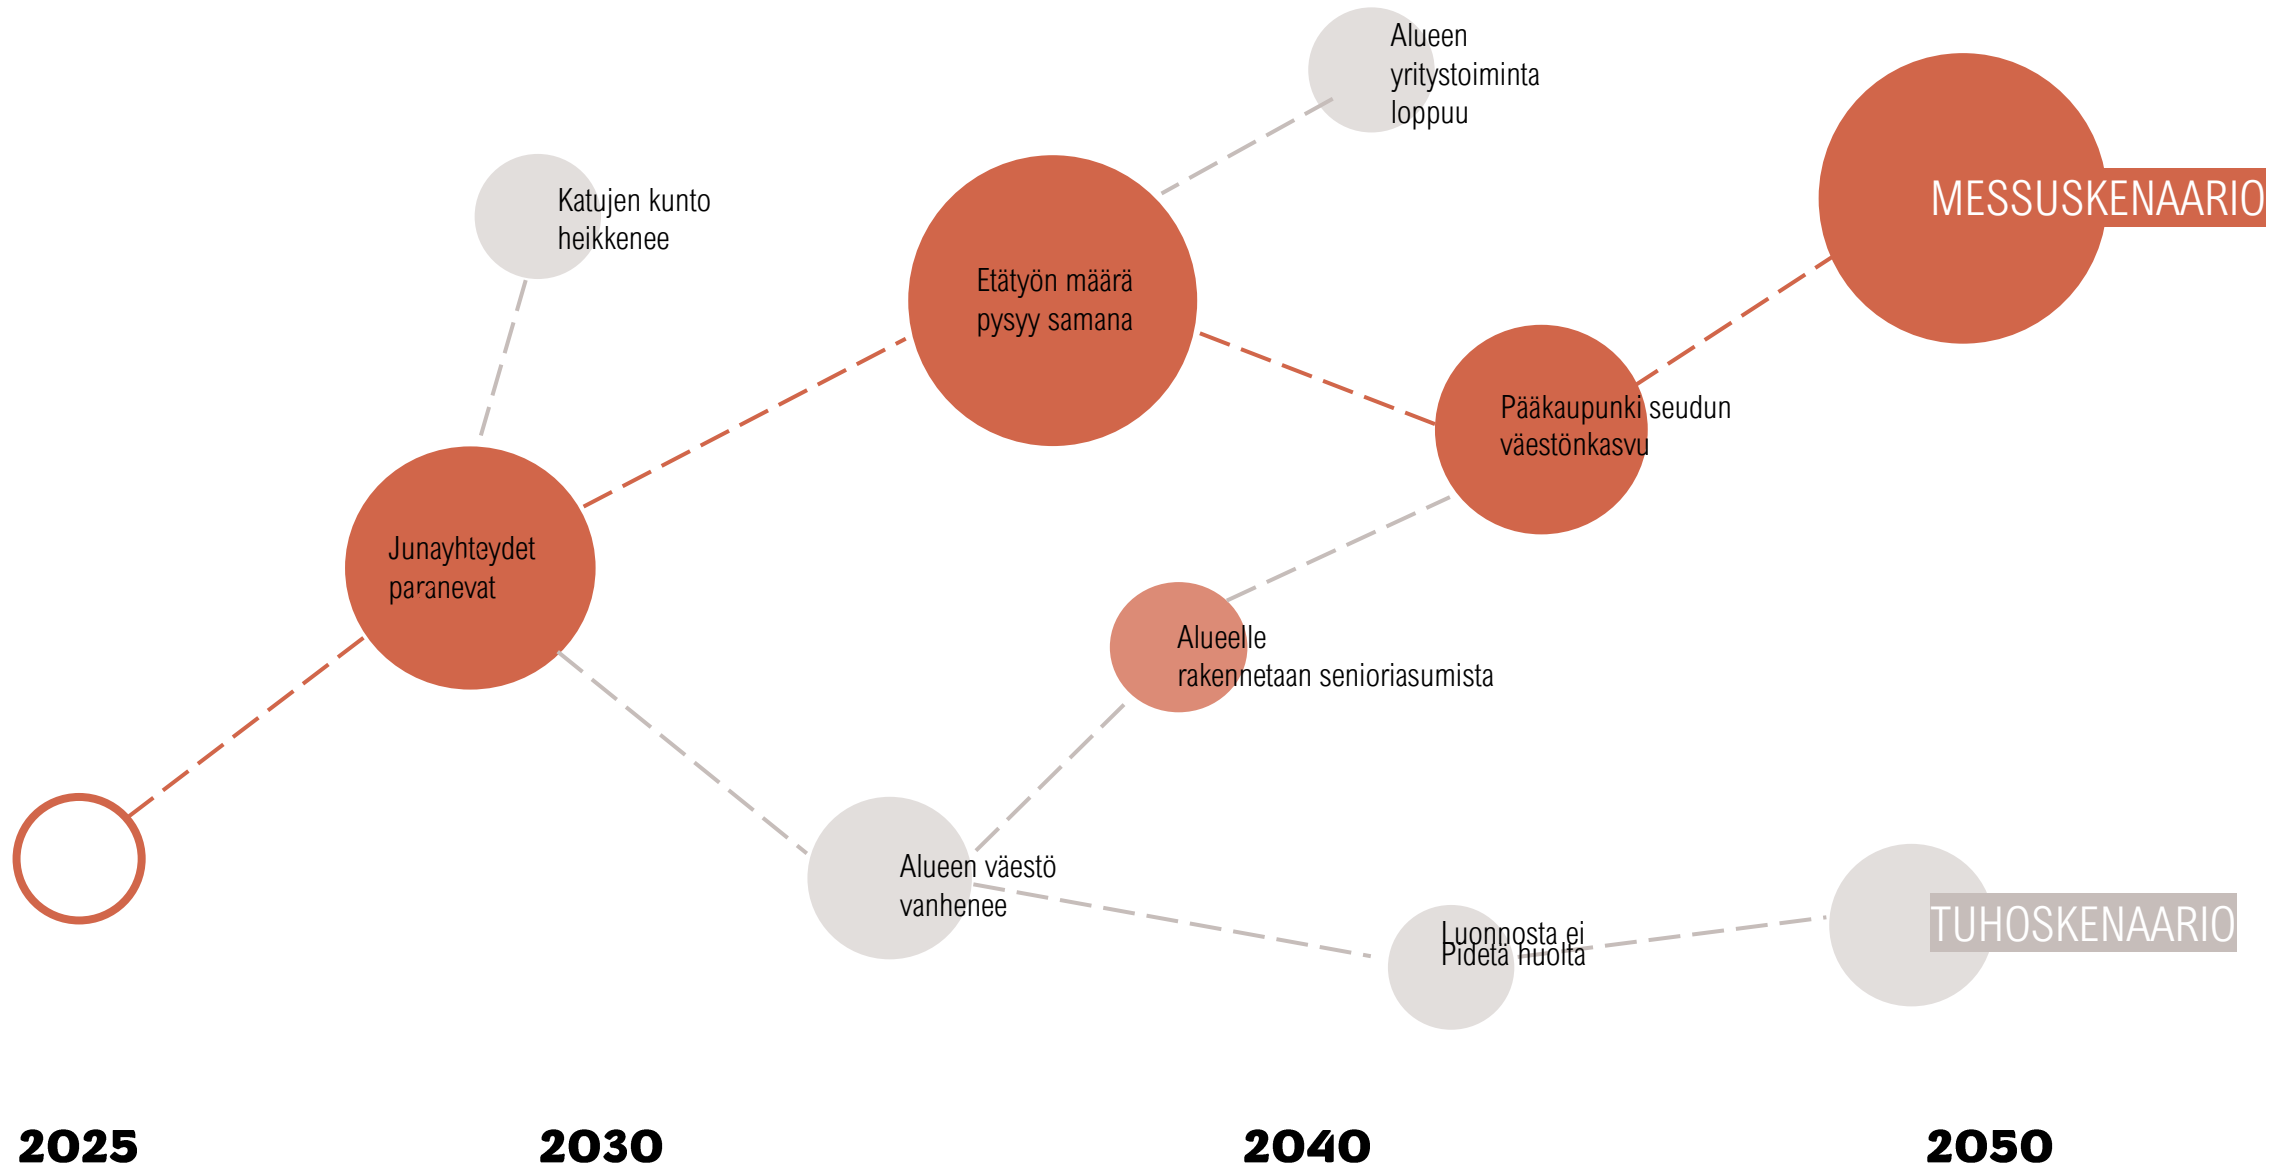 Alueen
yritystoiminta
loppuu
Katujen kunto
heikkenee
MESSUSKENAARIO
Etätyön määrä
pysyy samana
Pääkaupunki seudun
väestönkasvu
Junayhteydet
paranevat
Alueelle
rakennetaan senioriasumista
Alueen väestö
vanhenee
Luonnosta ei
Pidetä huolta
TUHOSKENAARIO
2025
2030
2040
2050